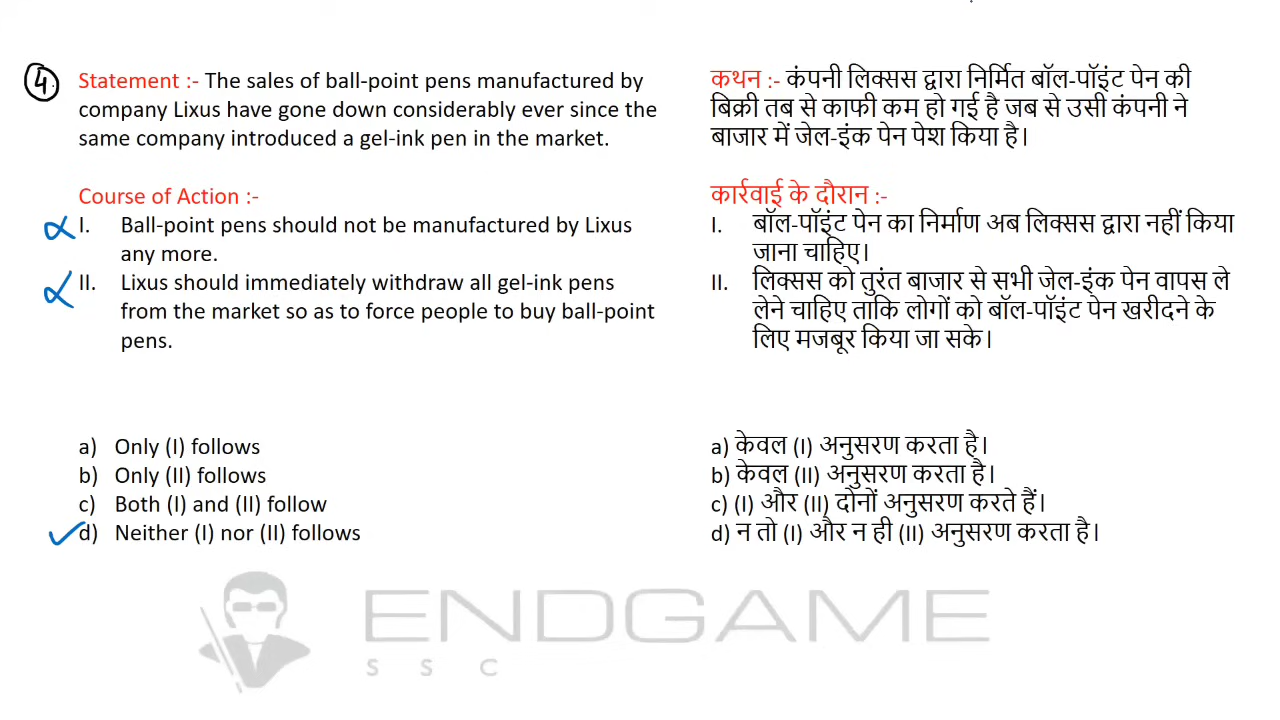 4
Statement :- The sales of ball-point pens manufactured by
company Lixus have gone down considerably ever since the
same company introduced a gel-ink pen in the market.
Course of Action :-
I. Ball-point pens should not be manufactured by Lixus
any more.
II. Lixus should immediately withdraw all gel-ink pens
from the market so as to force people to buy ball-point
pens.
a) Only (I) follows
b) Only (II) follows
c) Both (I) and (II) follow
d) Neither (I) nor (II) follows
कथन :- कंपनी लिक्सस द्वारा निर्मित बॉल-पॉइंट पेन की
बिक्री तब से काफी कम हो गई है जब से उसी कंपनी ने
बाजार में जेल-इंक पेन पेश किया है।
कार्रवाई के दौरान :-
I. बॉल-पॉइंट पेन का निर्माण अब लिक्सस द्वारा नहीं किया
जाना चाहिए।
II. लिक्सस को तुरंत बाजार से सभी जेल-इंक पेन वापस ले
लेने चाहिए ताकि लोगों को बॉल-पॉइंट पेन खरीदने के
लिए मजबूर किया जा सके।
a) केवल (I) अनुसरण करता है।
b) केवल (II) अनुसरण करता है।
c) (I) और (II) दोनों अनुसरण करते हैं।
d) न तो (I) और न ही (II) अनुसरण करता है।
ENDGAME
SSC